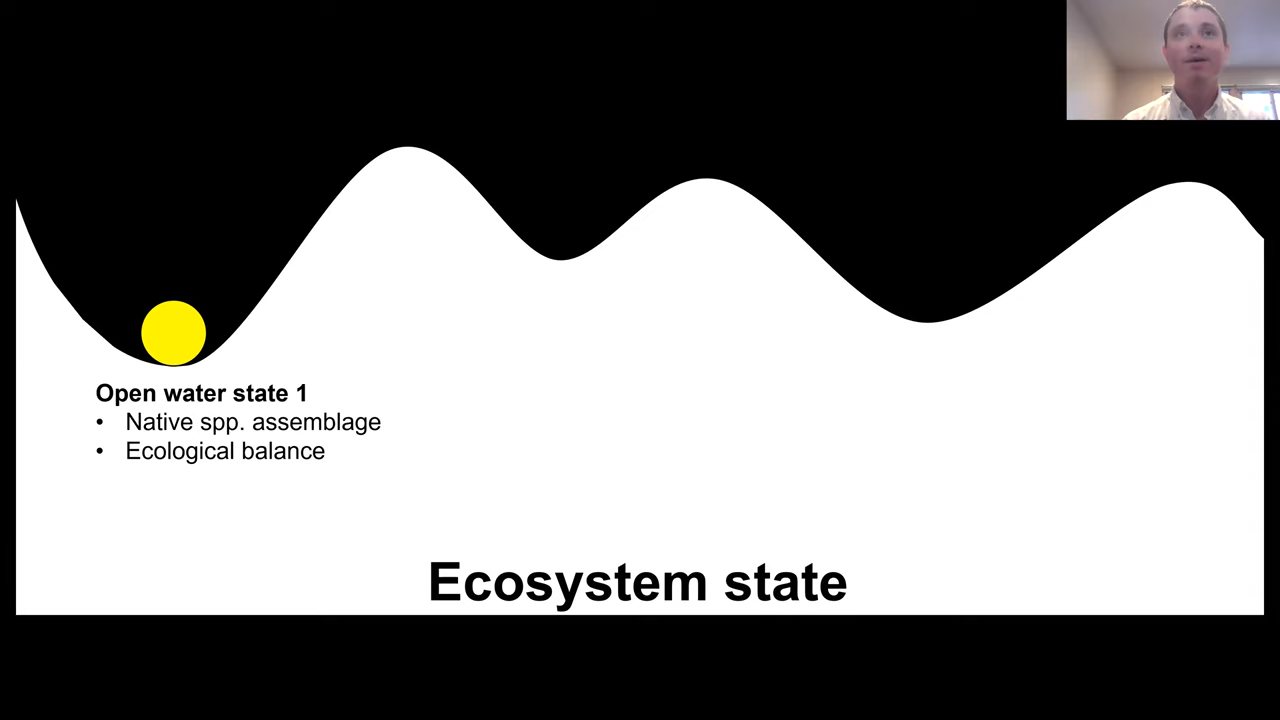 Open water state 1
• Native spp. assemblage
• Ecological balance
Ecosystem state